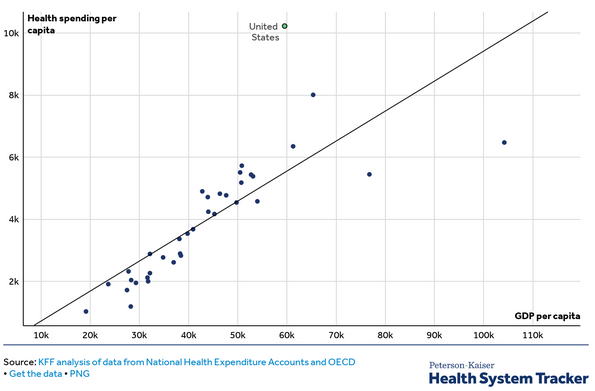 Health spending per
capita
10k
United
States
8k
6k
4k
2k
GDP per capita
10k 20k 30k 40k 50k 60k 70k 80k 90k 100k 110k
Source: KFF analysis of data from National Health Expenditure Accounts and OECD
• Get the data • PNG
Peterson-Kaiser
Health System Tracker